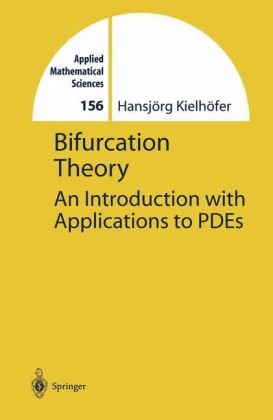 Applied
Mathematical
Sciences
156
Hansjörg Kielhöfer
Bifurcation
Theory
An Introduction with
Applications to PDEs
Springer